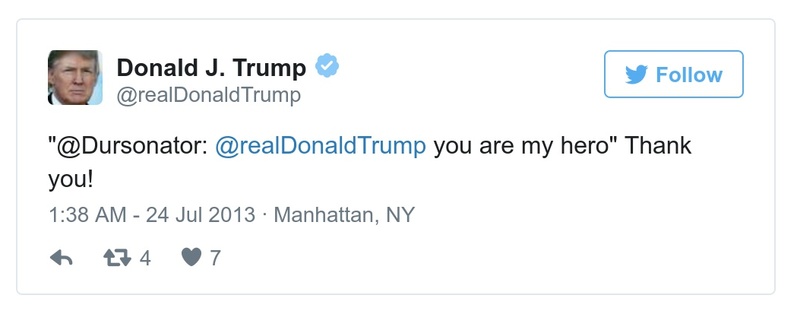 Donald J. Trump
@realDonaldTrump
Follow
"@Dursonator: @realDonaldTrump you are my hero" Thank
you!
1:38 AM - 24 Jul 2013 · Manhattan, NY
4 7